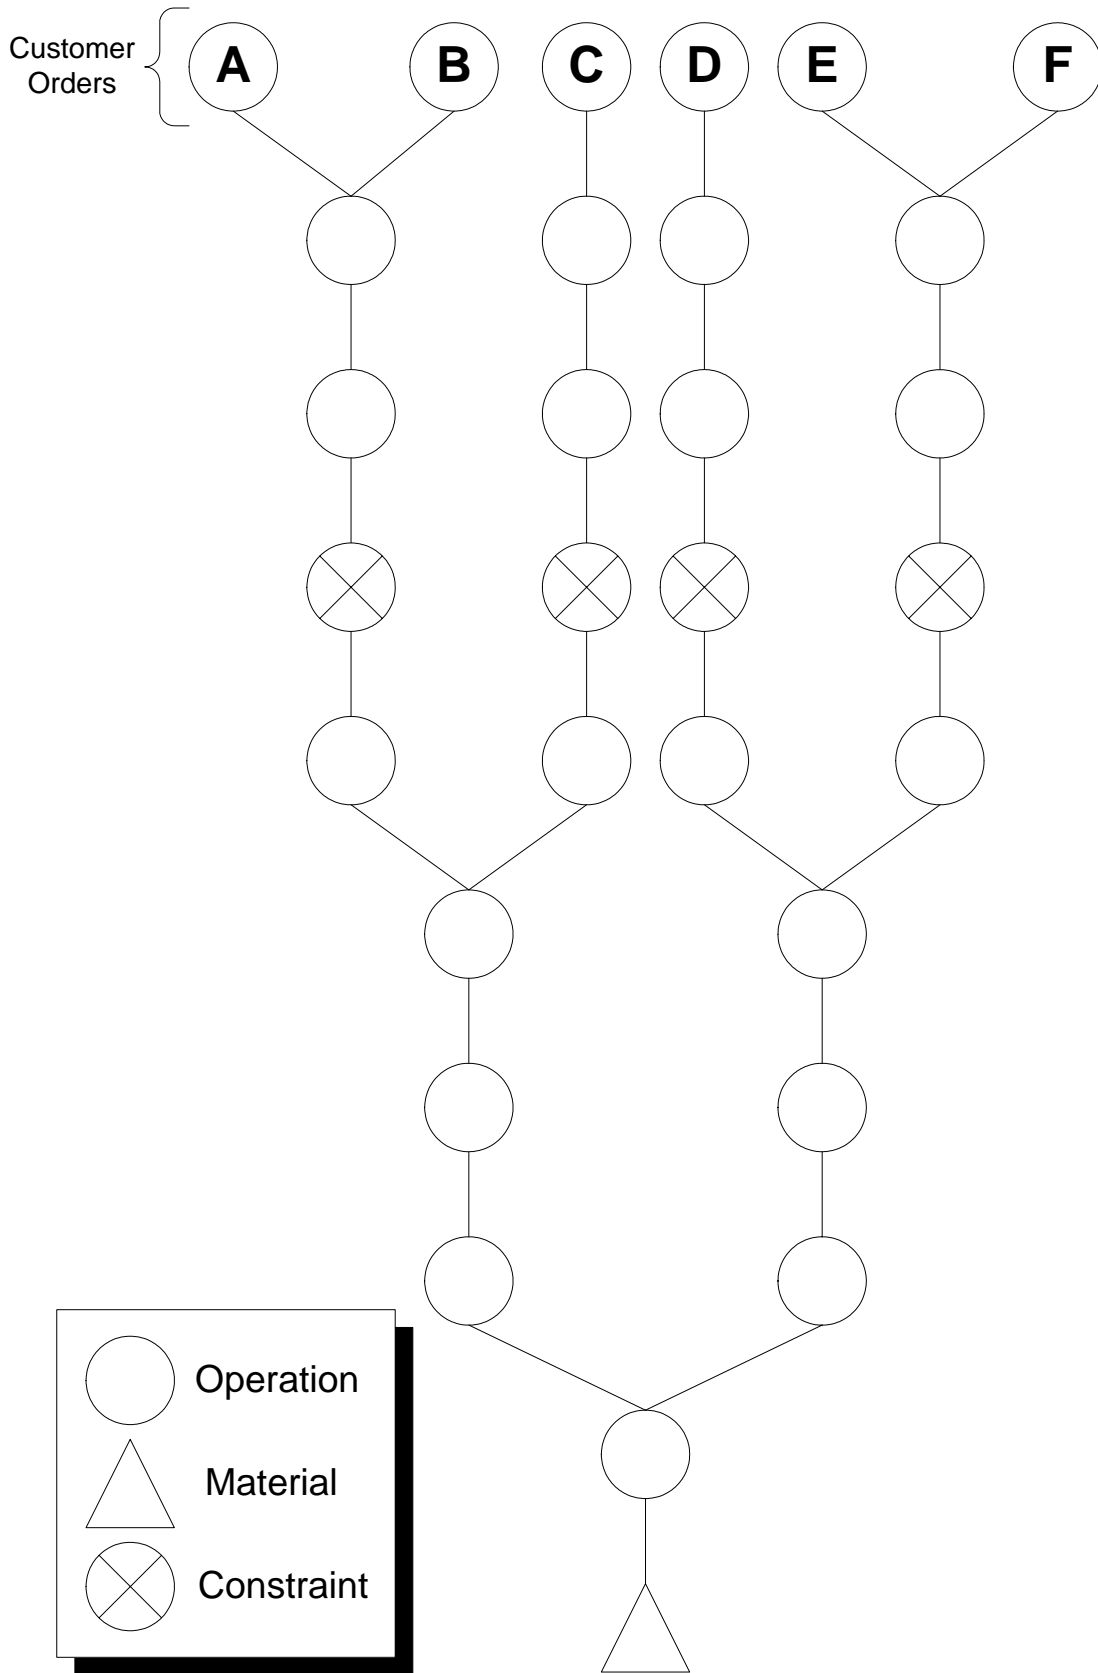 Customer
Orders
A
B
C
D
E
F
Operation
Material
Constraint